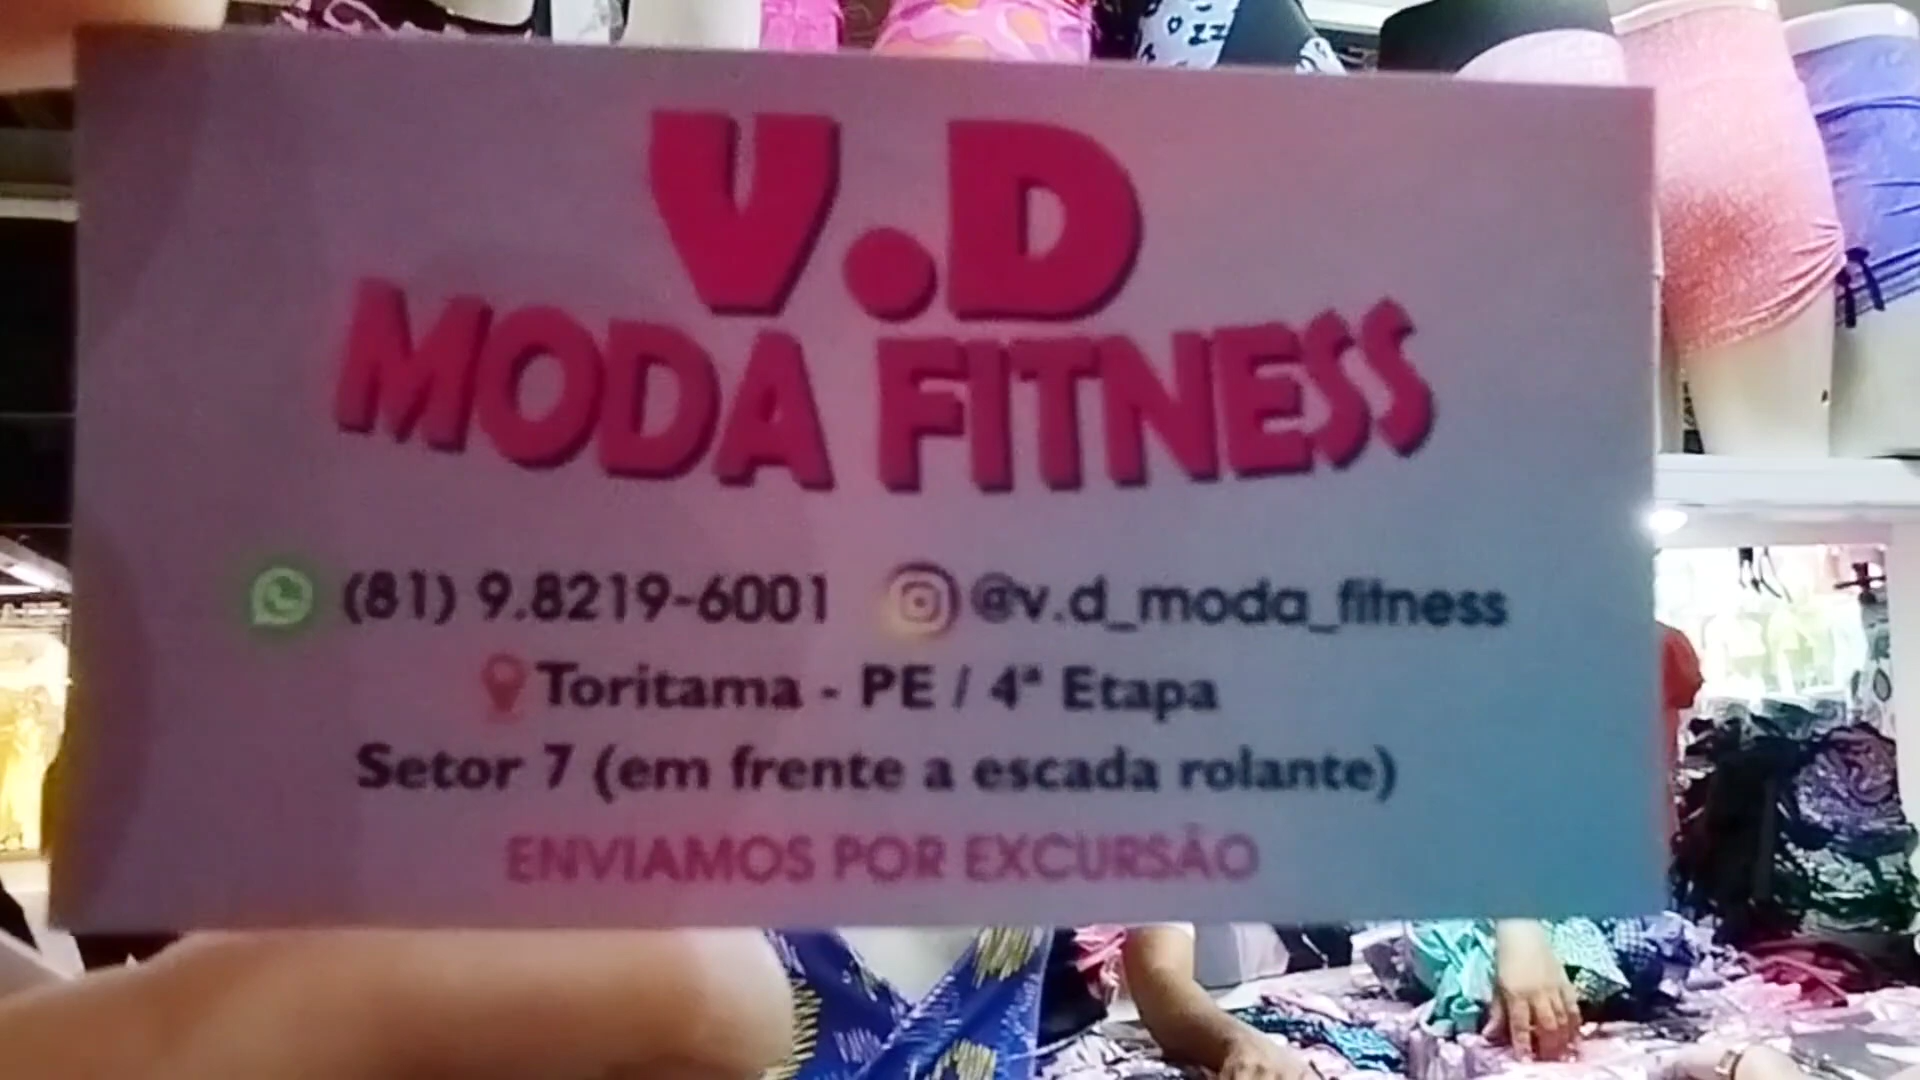 V.D
MODA FITNESS
(81) 9.8219-6001 @v.d_moda_fitness
Toritama - PE / 4ª Etapa
Setor 7 (em frente a escada rolante)
ENVIAMOS POR EXCURSÃO